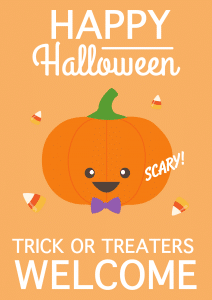 HAPPY
Halloween
SCARY!
TRICK OR TREATERS
WELCOME